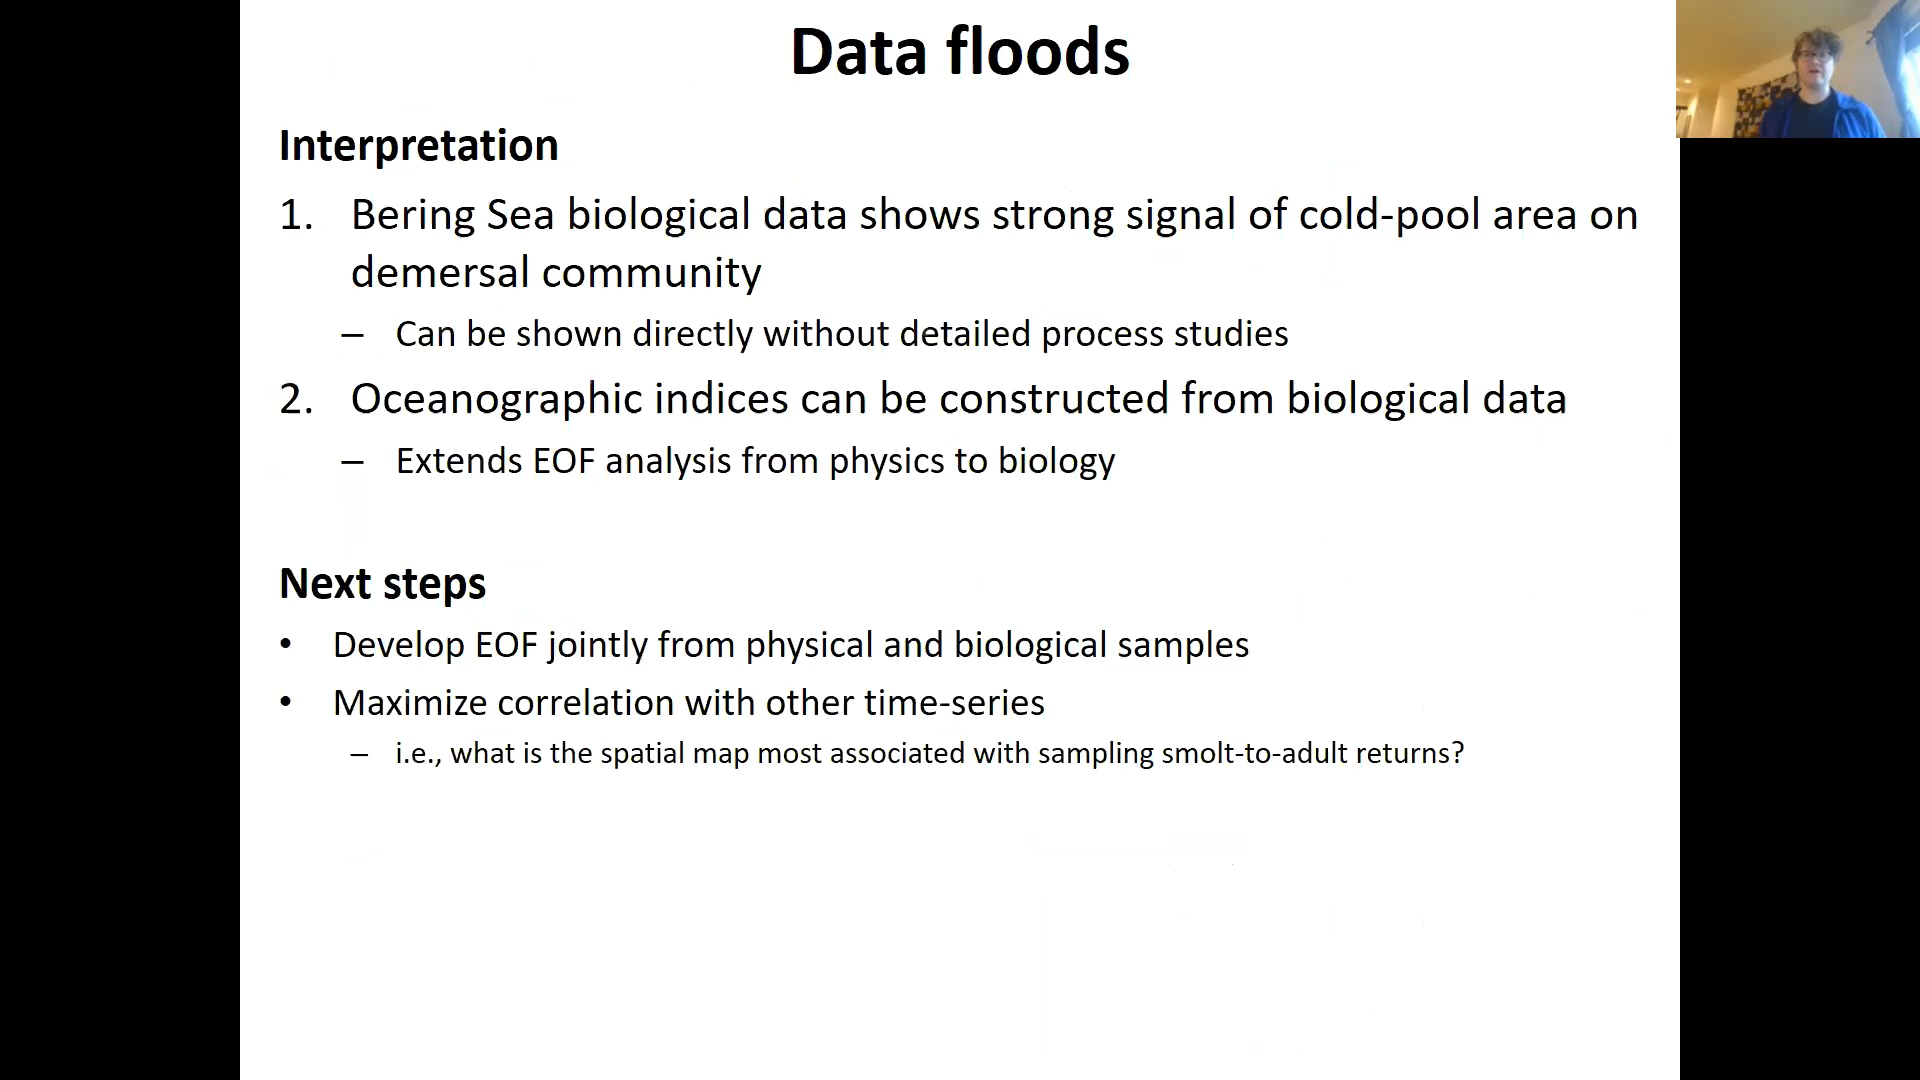 Data floods
Interpretation
1. Bering Sea biological data shows strong signal of cold-pool area on
demersal community
– Can be shown directly without detailed process studies
2. Oceanographic indices can be constructed from biological data
– Extends EOF analysis from physics to biology
Next steps
• Develop EOF jointly from physical and biological samples
• Maximize correlation with other time-series
– i.e., what is the spatial map most associated with sampling smolt-to-adult returns?